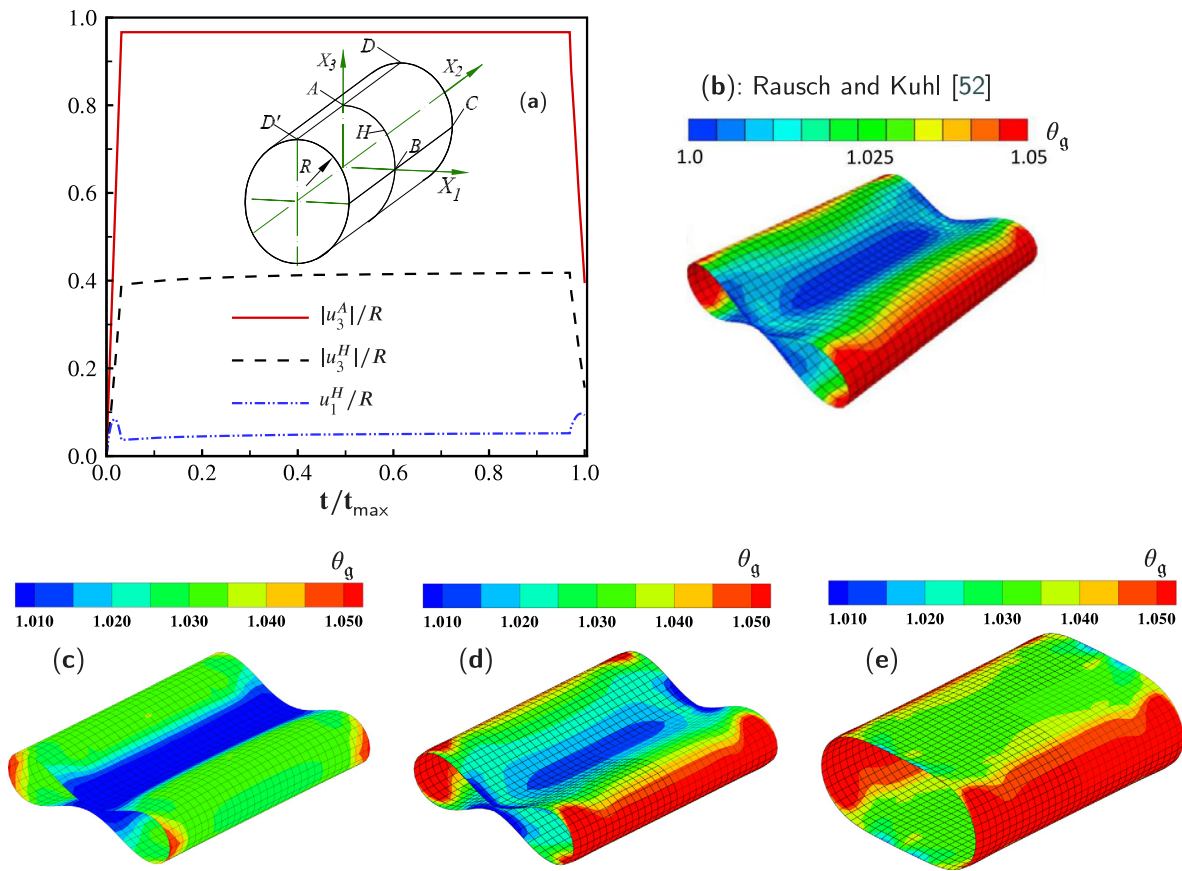 1.0
0.8
0.6
0.4
0.2
0.0
0.0
0.2
0.4
0.6
0.8
1.0
t/t_max
(a)
X_3
D
X_2
A
C
D'
H
B
R
X_1
|u_3^A|/R
|u_3^H|/R
u_1^H/R
(b): Rausch and Kuhl [52]
θ_g
1.0 1.025 1.05
θ_g
1.010 1.020 1.030 1.040 1.050
(c)
θ_g
1.010 1.020 1.030 1.040 1.050
(d)
θ_g
1.010 1.020 1.030 1.040 1.050
(e)